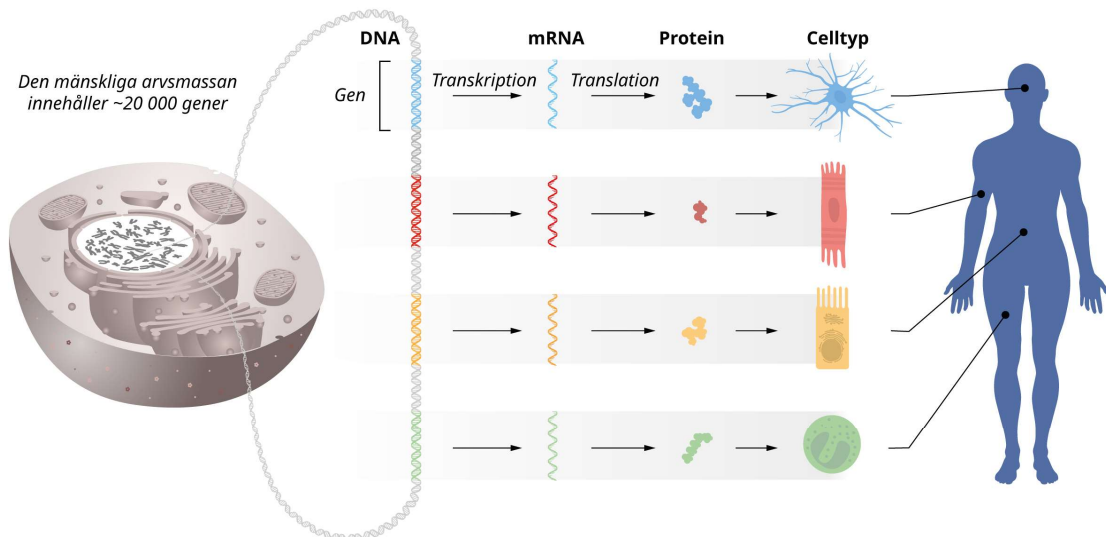 DNA
mRNA
Protein
Celltyp
Den mänskliga arvsmassan
innehåller ~20 000 gener
Gen
Transkription
Translation